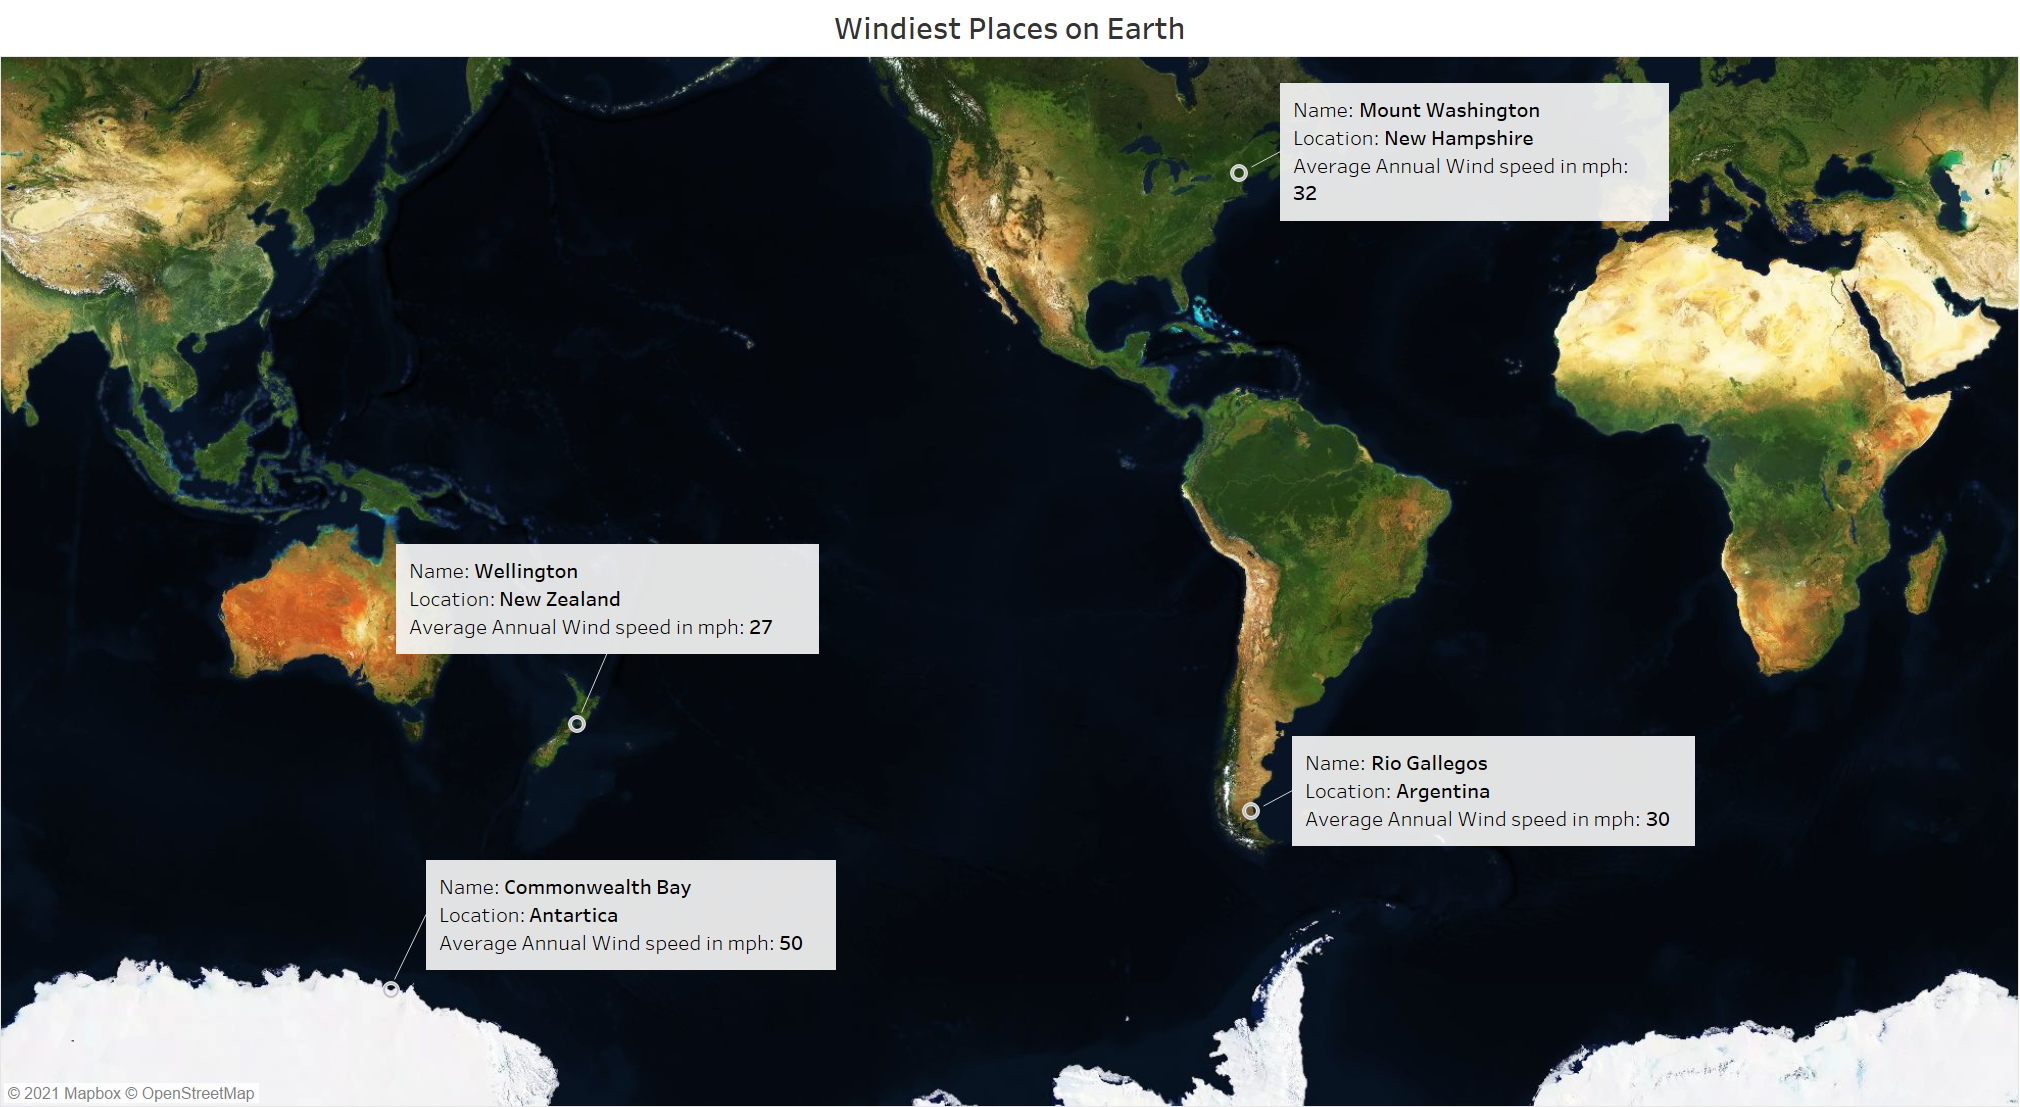 Windiest Places on Earth
Name: Mount Washington
Location: New Hampshire
Average Annual Wind speed in mph:
32
Name: Wellington
Location: New Zealand
Average Annual Wind speed in mph: 27
Name: Rio Gallegos
Location: Argentina
Average Annual Wind speed in mph: 30
Name: Commonwealth Bay
Location: Antartica
Average Annual Wind speed in mph: 50
© 2021 Mapbox © OpenStreetMap